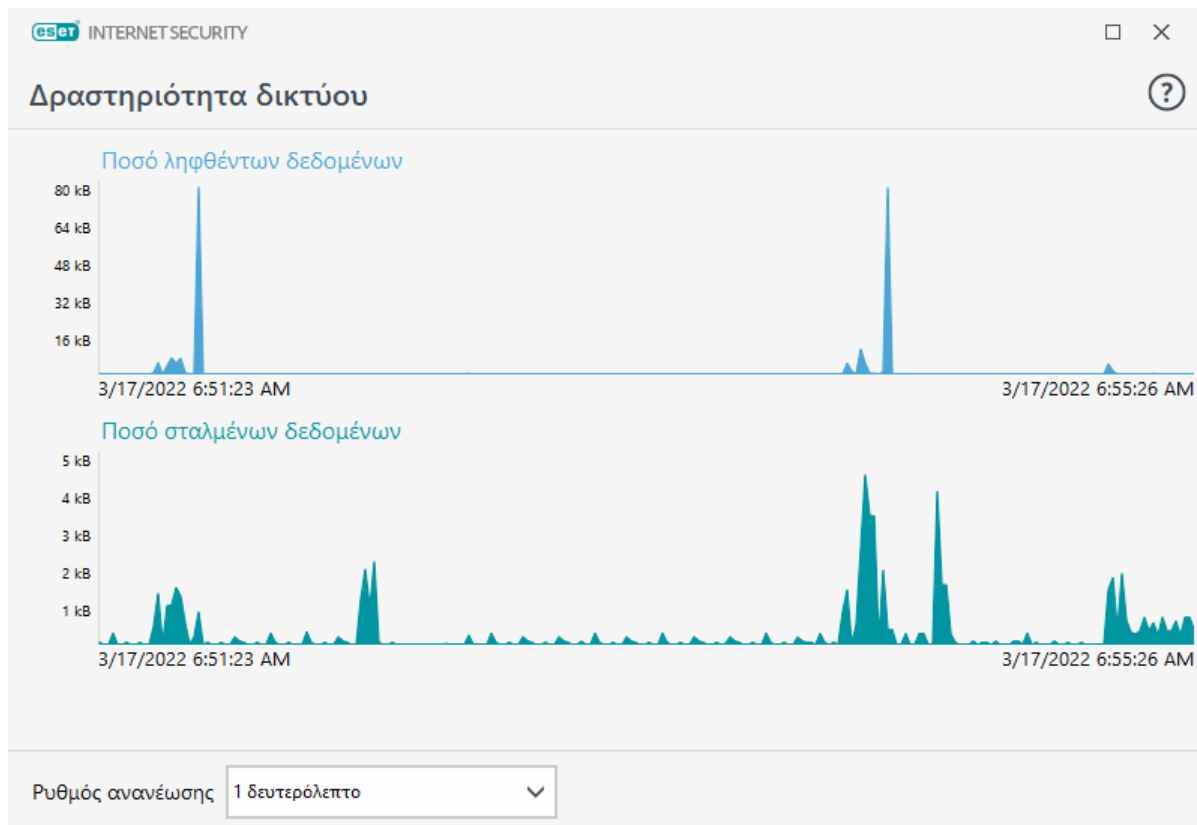 eset INTERNET SECURITY
Δραστηριότητα δικτύου
?
Ποσό ληφθέντων δεδομένων
80 kB
64 kB
48 kB
32 kB
16 kB
3/17/2022 6:51:23 AM 3/17/2022 6:55:26 AM
Ποσό σταλμένων δεδομένων
5 kB
4 kB
3 kB
2 kB
1 kB
3/17/2022 6:51:23 AM 3/17/2022 6:55:26 AM
Ρυθμός ανανέωσης 1 δευτερόλεπτο